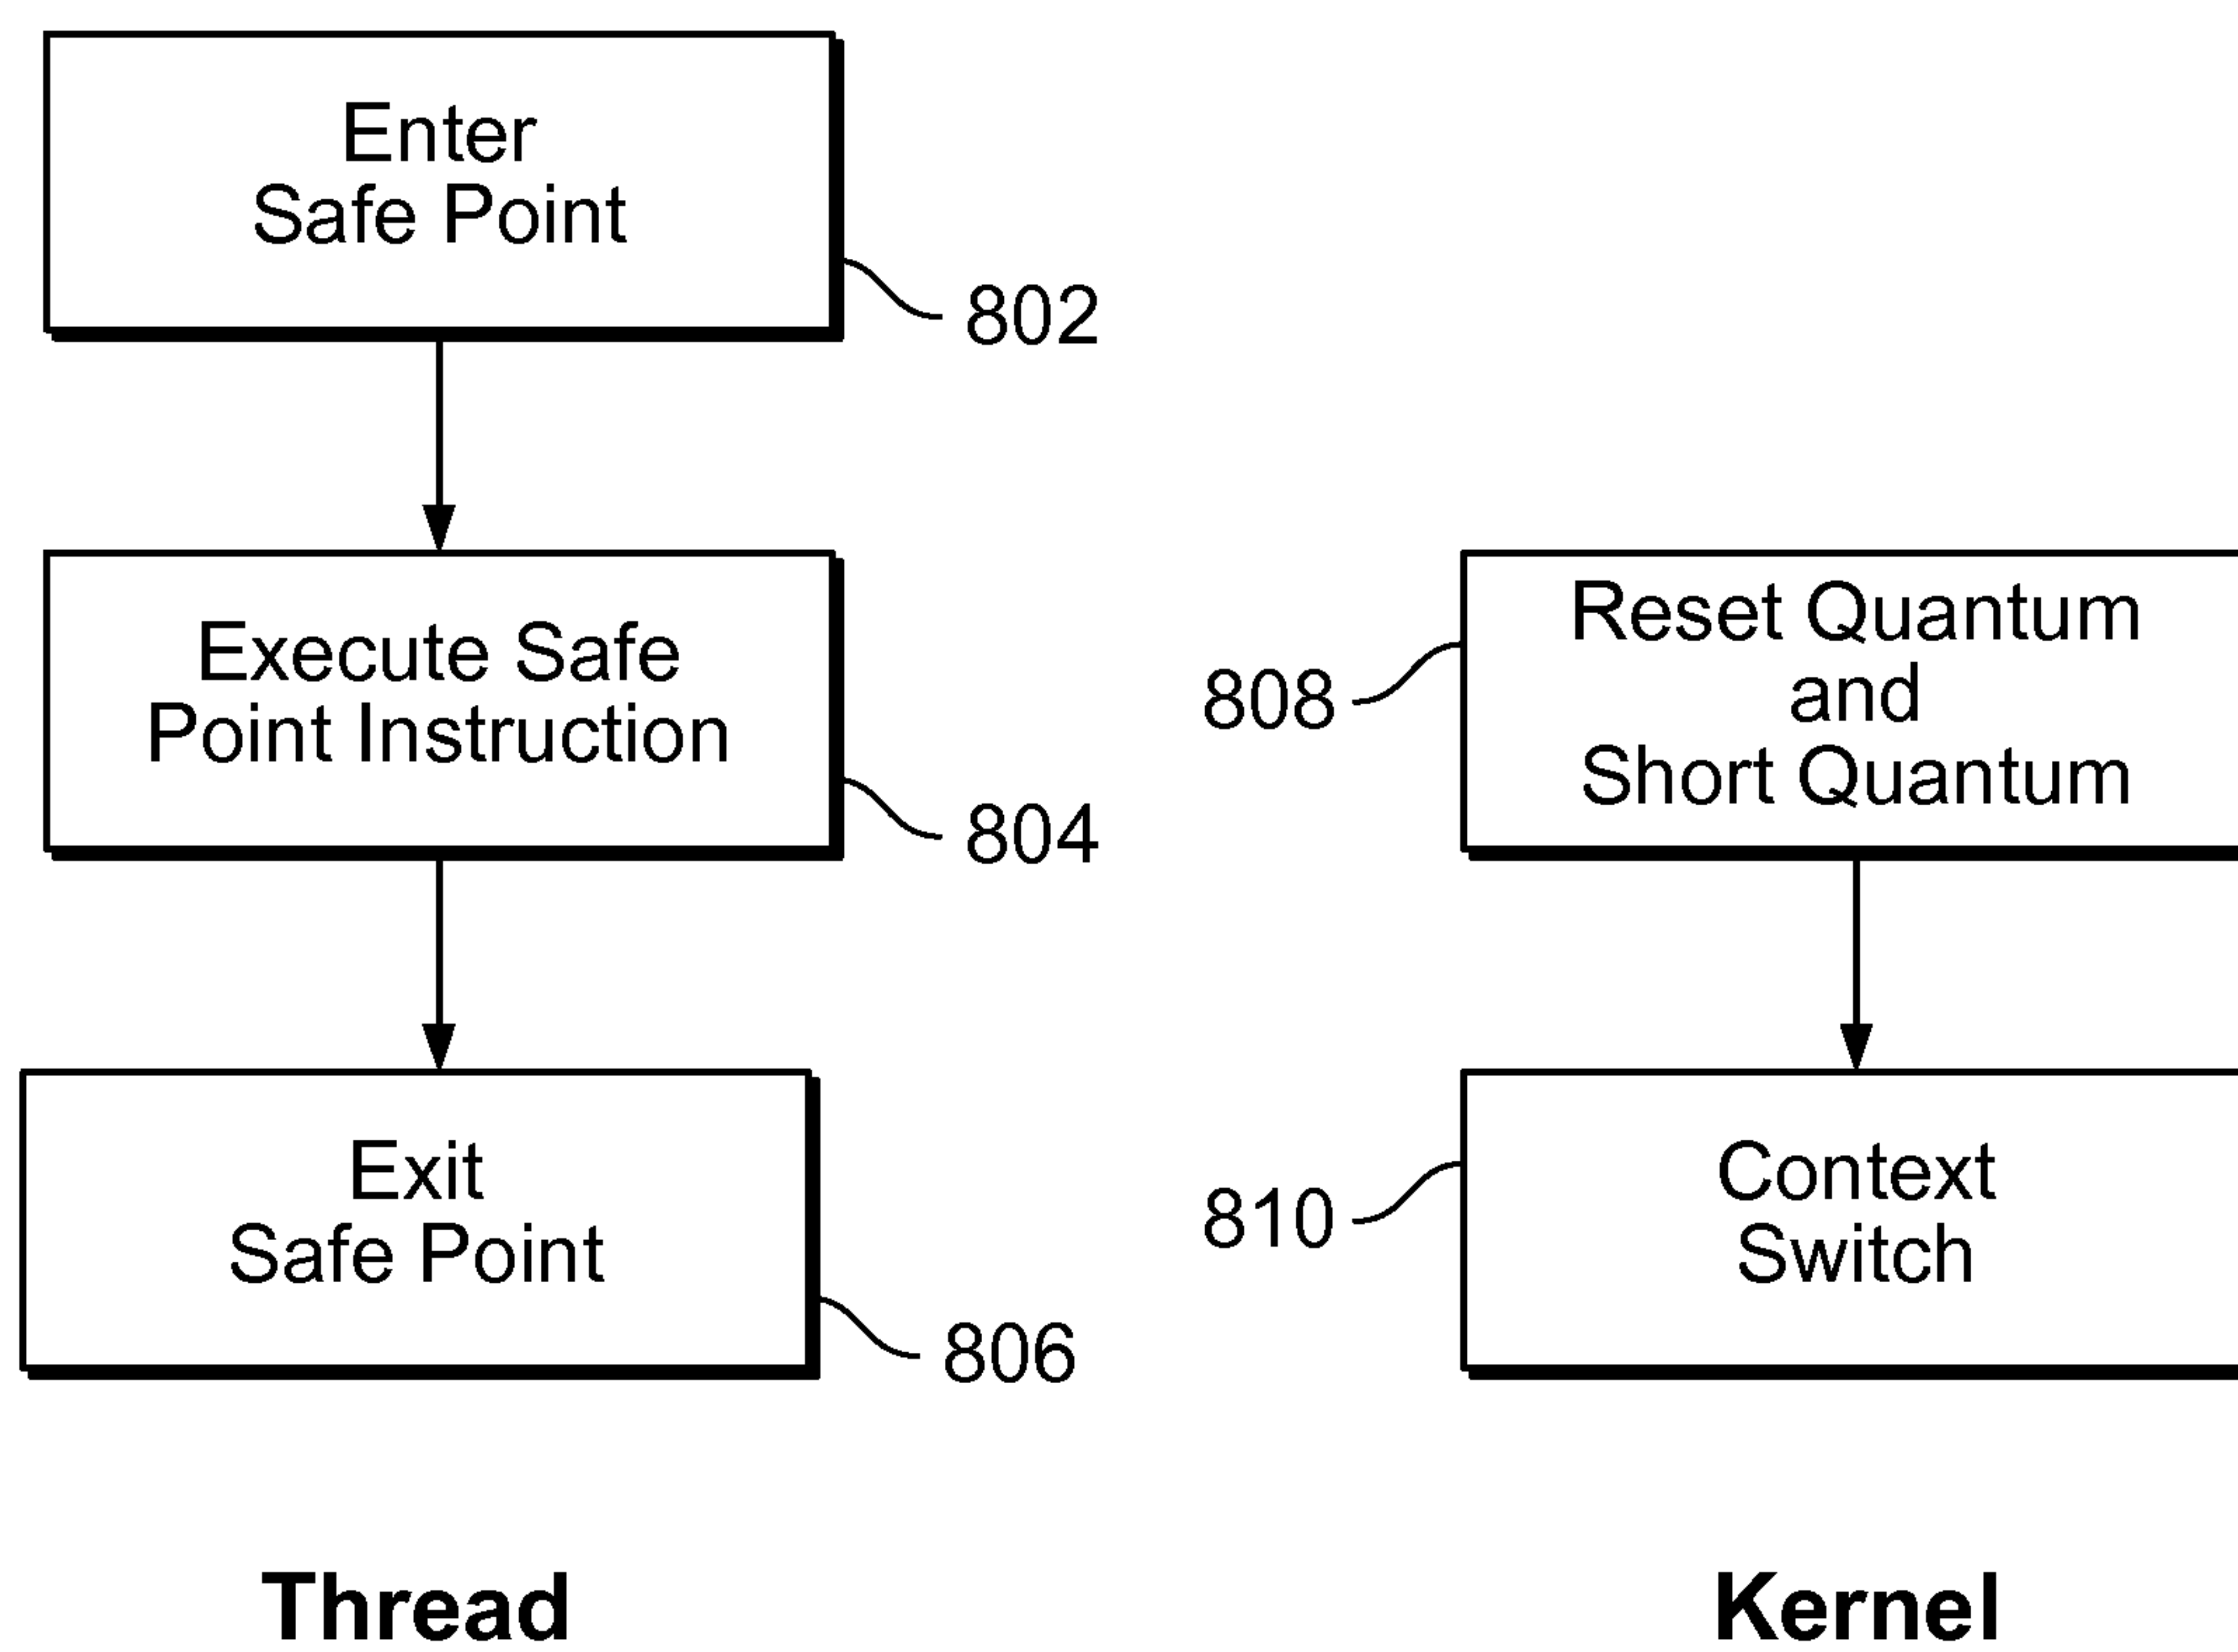 Enter
Safe Point
802
Execute Safe
Point Instruction
804
Exit
Safe Point
806
Thread
Reset Quantum
and
Short Quantum
808
Context
Switch
810
Kernel